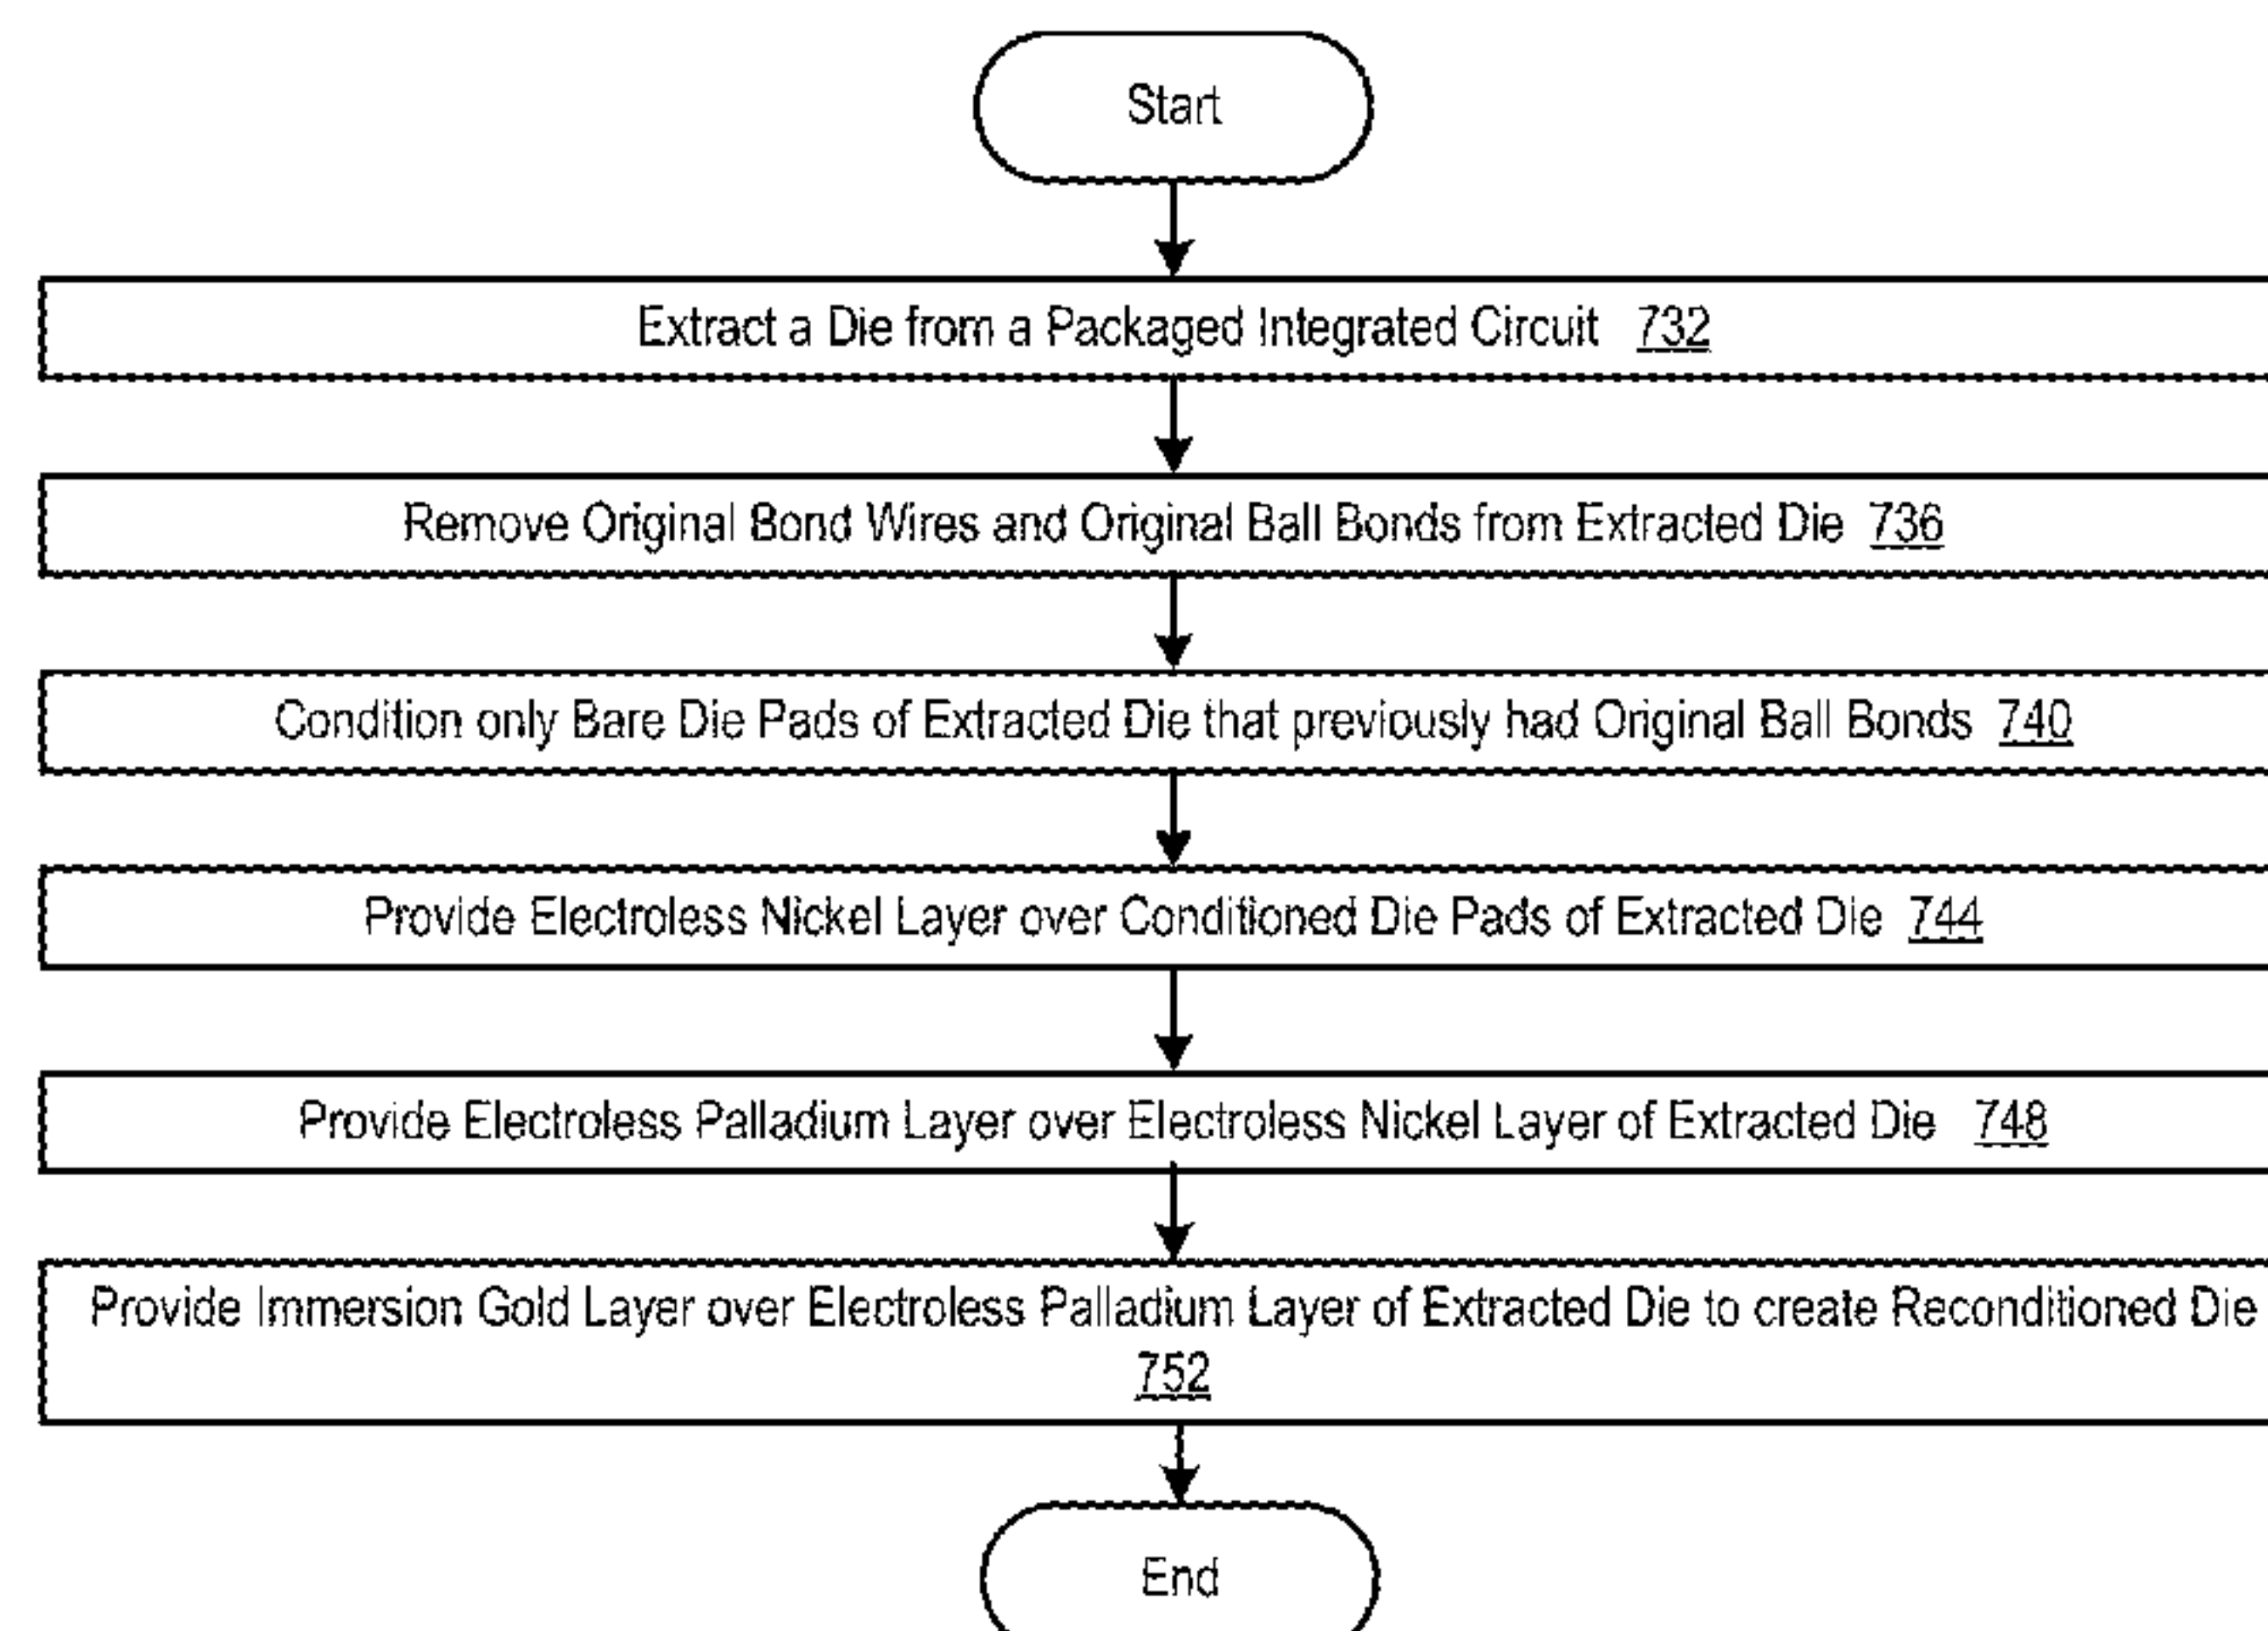 Start
Extract a Die from a Packaged Integrated Circuit 732
Remove Original Bond Wires and Original Ball Bonds from Extracted Die 736
Condition only Bare Die Pads of Extracted Die that previously had Original Ball Bonds 740
Provide Electroless Nickel Layer over Conditioned Die Pads of Extracted Die 744
Provide Electroless Palladium Layer over Electroless Nickel Layer of Extracted Die 748
Provide Immersion Gold Layer over Electroless Palladium Layer of Extracted Die to create Reconditioned Die
752
End